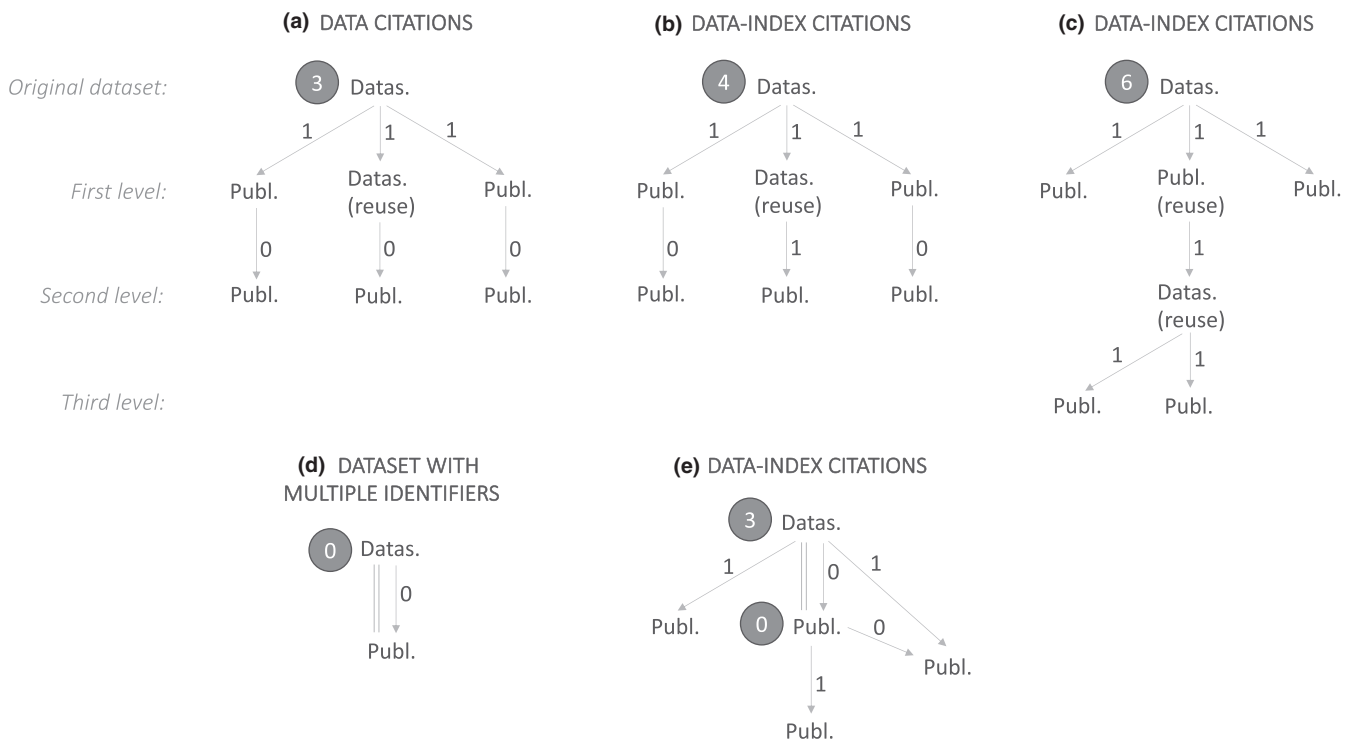 (a) DATA CITATIONS
(b) DATA-INDEX CITATIONS
(c) DATA-INDEX CITATIONS
Original dataset:
3 Datas.
4 Datas.
6 Datas.
1 1 1
1 1 1
1 1 1
First level:
Publ.
Datas.
(reuse)
Publ.
Publ.
Datas.
(reuse)
Publ.
Publ.
Publ.
(reuse)
Publ.
0 0 0
0 1 0
1
Second level:
Publ. Publ. Publ.
Publ. Publ. Publ.
Datas.
(reuse)
1 1
Third level:
Publ. Publ.
(d) DATASET WITH
MULTIPLE IDENTIFIERS
0 Datas.
0
Publ.
(e) DATA-INDEX CITATIONS
3 Datas.
1 0 1
Publ. 0 Publ. 0
Publ.
1
Publ.